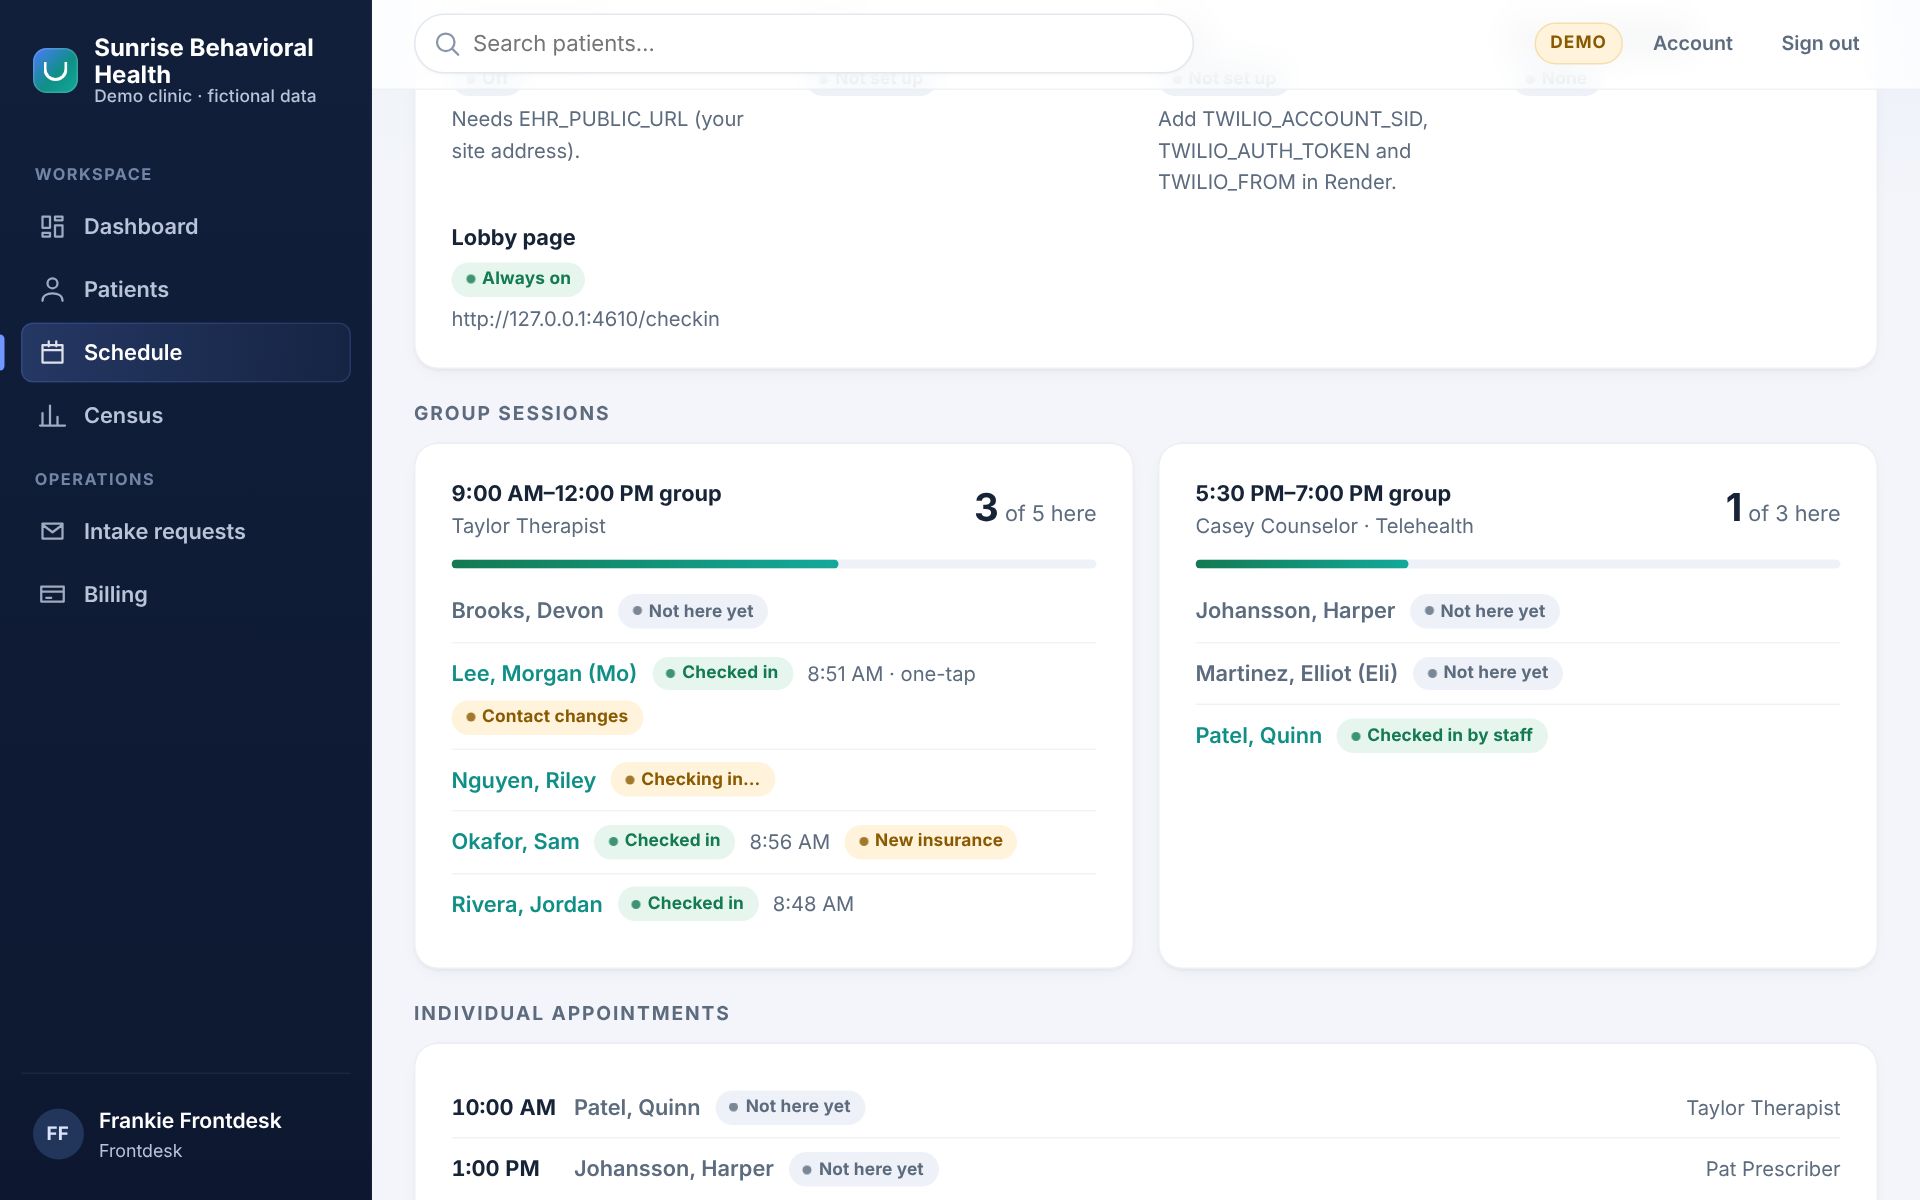 Sunrise Behavioral
Health
Demo clinic · fictional data
WORKSPACE
Dashboard
Patients
Schedule
Census
OPERATIONS
Intake requests
Billing
FF
Frankie Frontdesk
Frontdesk
Search patients...
DEMO
Account
Sign out
Off
Not set up
Not set up
None
Needs EHR_PUBLIC_URL (your
site address).
Add TWILIO_ACCOUNT_SID,
TWILIO_AUTH_TOKEN and
TWILIO_FROM in Render.
Lobby page
Always on
http://127.0.0.1:4610/checkin
GROUP SESSIONS
9:00 AM–12:00 PM group
Taylor Therapist
3 of 5 here
Brooks, Devon Not here yet
Lee, Morgan (Mo) Checked in 8:51 AM · one-tap
Contact changes
Nguyen, Riley Checking in...
Okafor, Sam Checked in 8:56 AM New insurance
Rivera, Jordan Checked in 8:48 AM
5:30 PM–7:00 PM group
Casey Counselor · Telehealth
1 of 3 here
Johansson, Harper Not here yet
Martinez, Elliot (Eli) Not here yet
Patel, Quinn Checked in by staff
INDIVIDUAL APPOINTMENTS
10:00 AM Patel, Quinn Not here yet Taylor Therapist
1:00 PM Johansson, Harper Not here yet Pat Prescriber